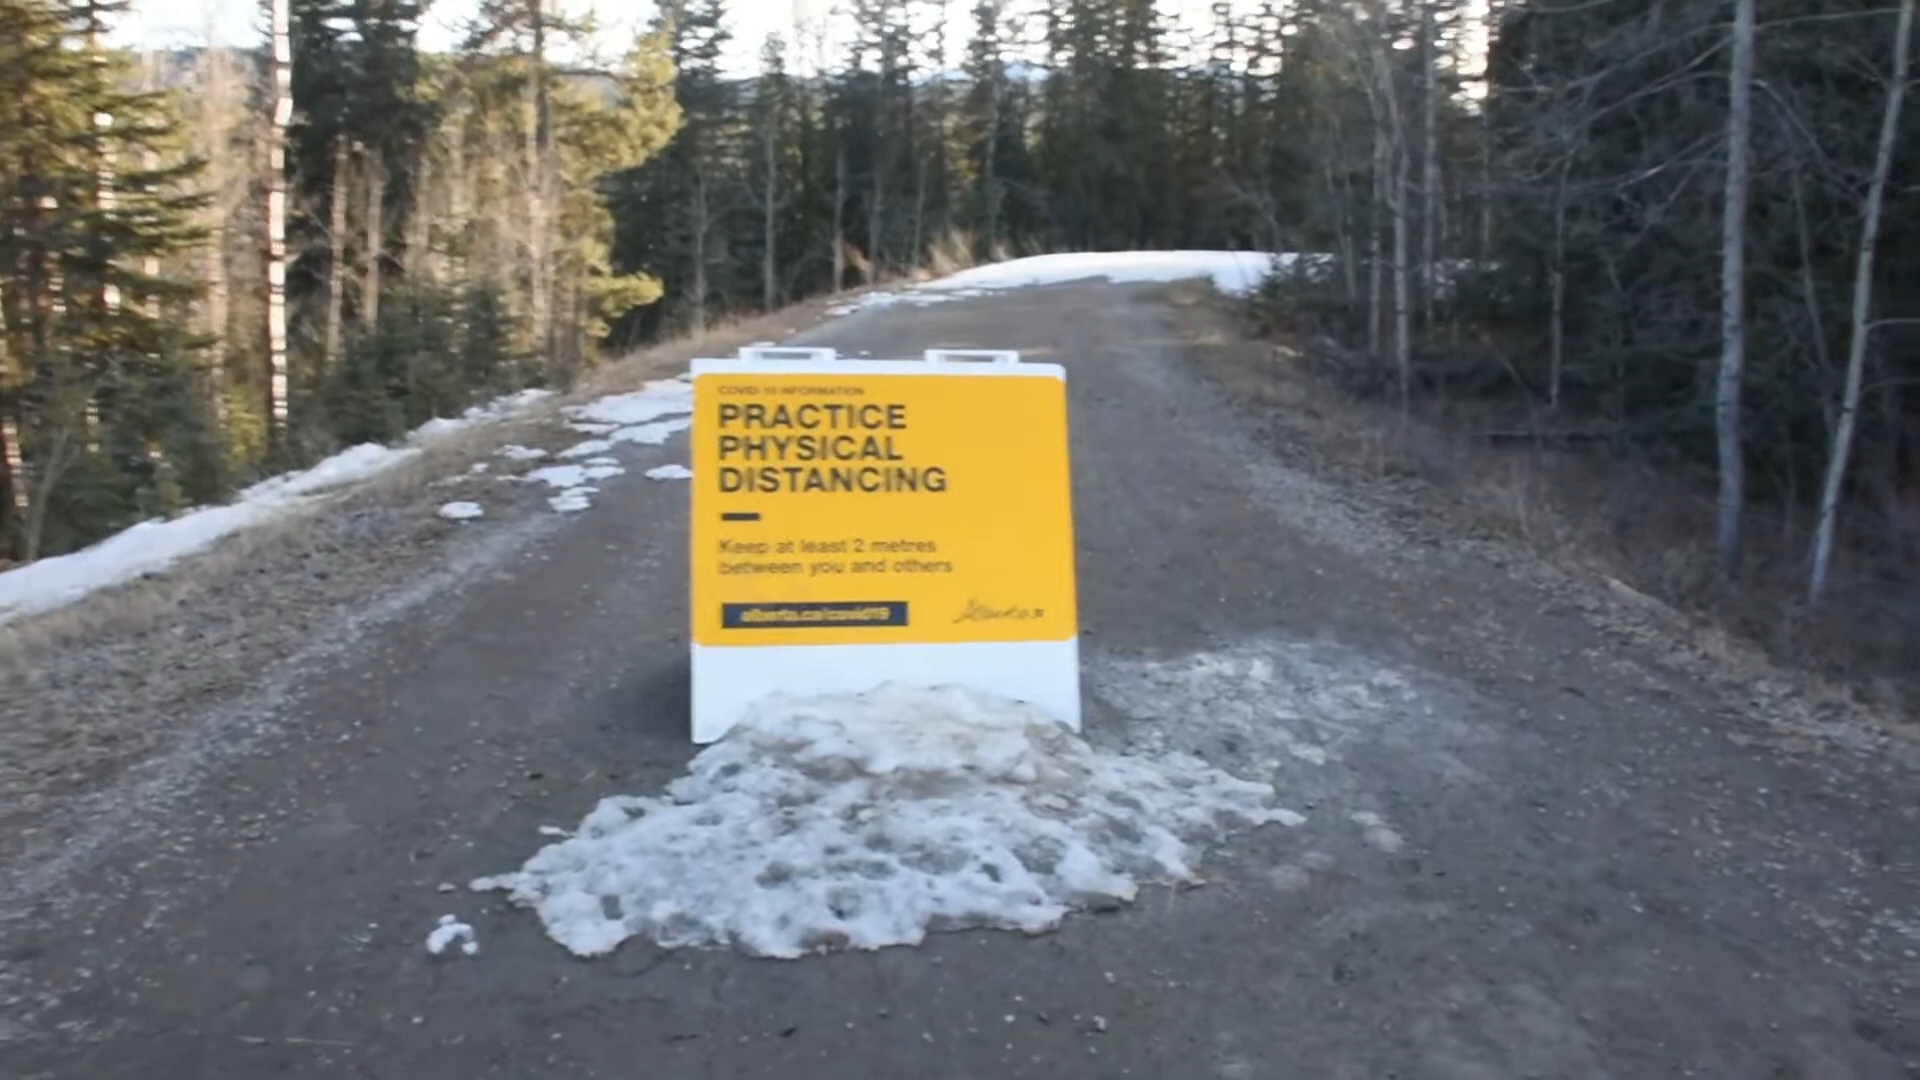 COVID-19 INFORMATION
PRACTICE
PHYSICAL
DISTANCING
Keep at least 2 metres
between you and others
alberta.ca/covid19
Alberta